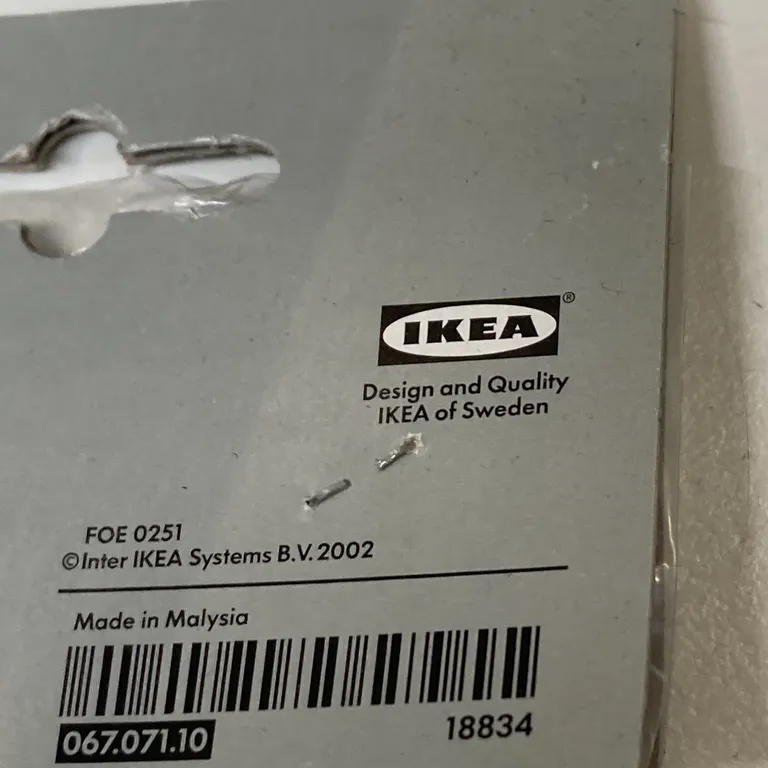 IKEA®
Design and Quality
IKEA of Sweden
FOE 0251
©Inter IKEA Systems B.V. 2002
Made in Malysia
067.071.10
18834